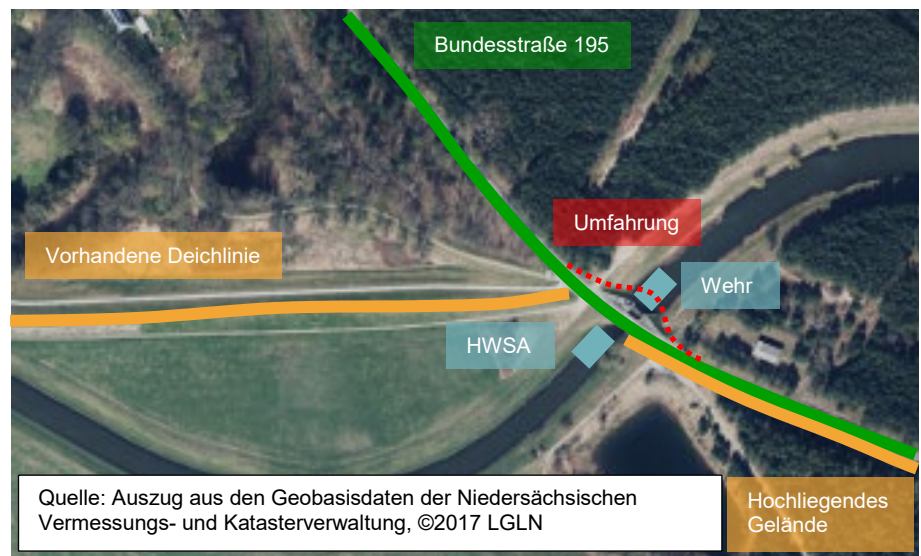 Bundesstraße 195
Umfahrung
Vorhandene Deichlinie
Wehr
HWSA
Quelle: Auszug aus den Geobasisdaten der Niedersächsischen
Vermessungs- und Katasterverwaltung, ©2017 LGLN
Hochliegendes
Gelände